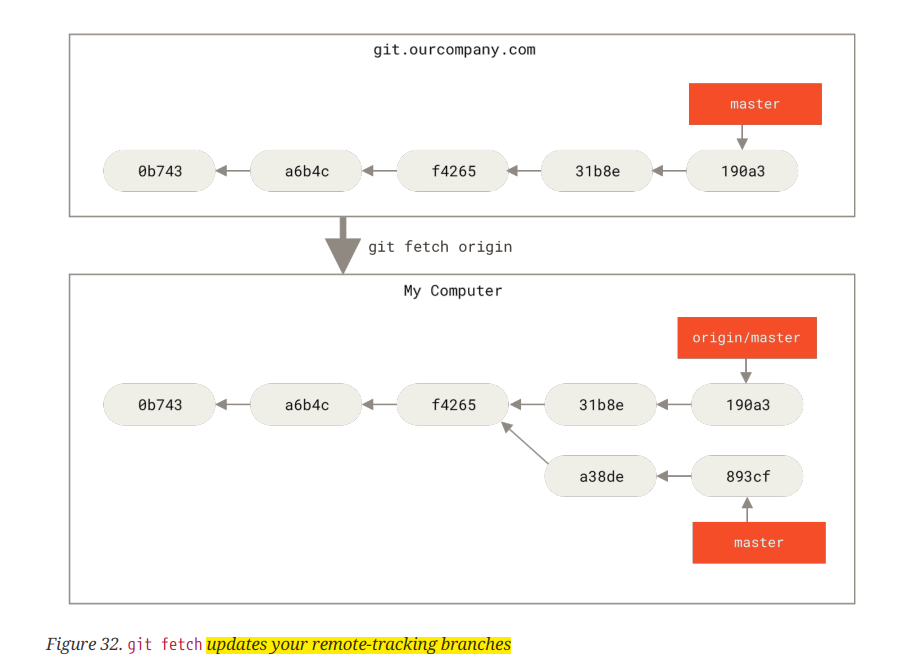 git.ourcompany.com
master
0b743 a6b4c f4265 31b8e 190a3
git fetch origin
My Computer
origin/master
0b743 a6b4c f4265 31b8e 190a3
a38de 893cf
master
Figure 32. git fetch updates your remote-tracking branches